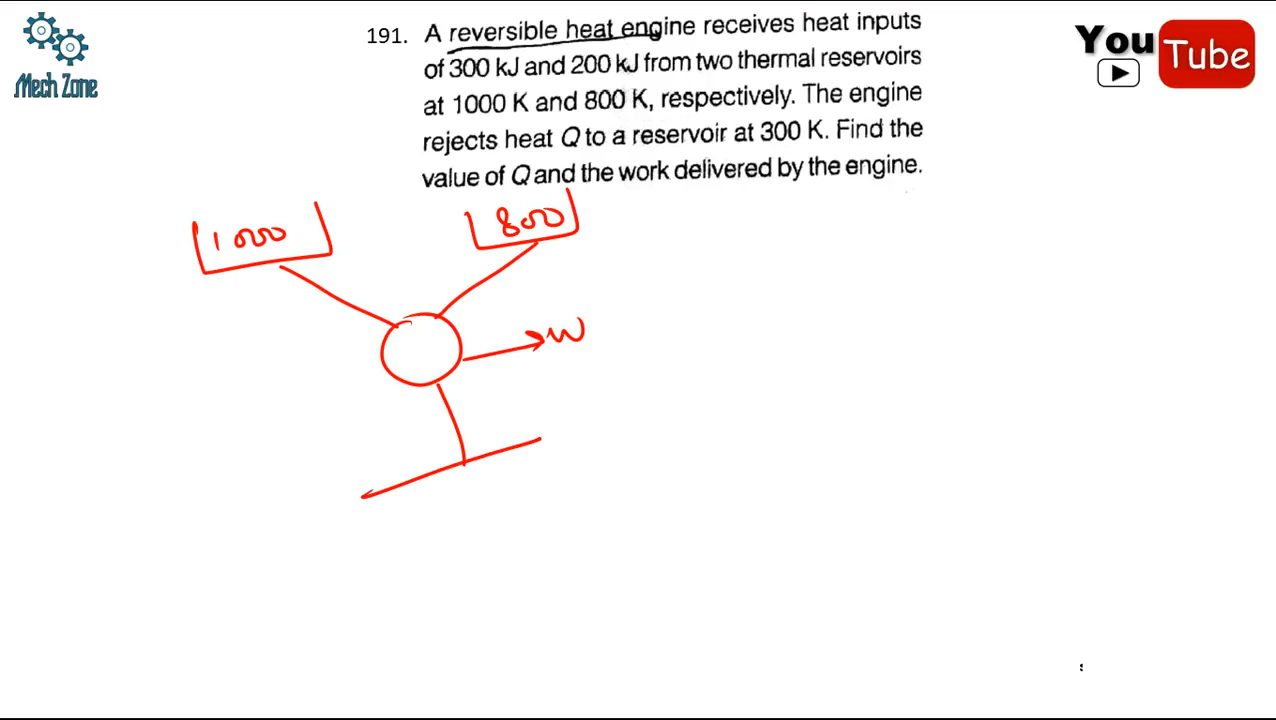 Mech Zone
You Tube
191. A reversible heat engine receives heat inputs
of 300 kJ and 200 kJ from two thermal reservoirs
at 1000 K and 800 K, respectively. The engine
rejects heat Q to a reservoir at 300 K. Find the
value of Q and the work delivered by the engine.
1000
800
W